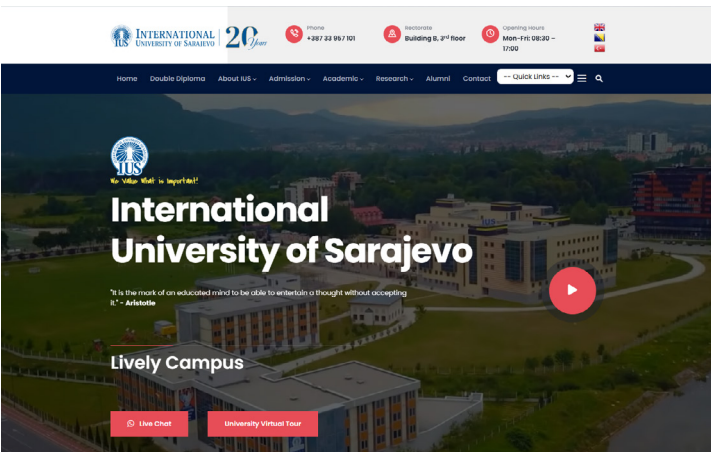 INTERNATIONAL
UNIVERSITY OF SARAJEVO
IUS
20 Years
Phone
+387 33 957 101
Rectorate
Building B, 3rd floor
Opening Hours
Mon-Fri: 08:30 –
17:00
Home Double Diploma About IUS Admission Academic Research Alumni Contact -- Quick Links --
IUS
We Value What is Important!
International
University of Sarajevo
IUS
"It is the mark of an educated mind to be able to entertain a thought without accepting
it." - Aristotle
Lively Campus
Live Chat
University Virtual Tour